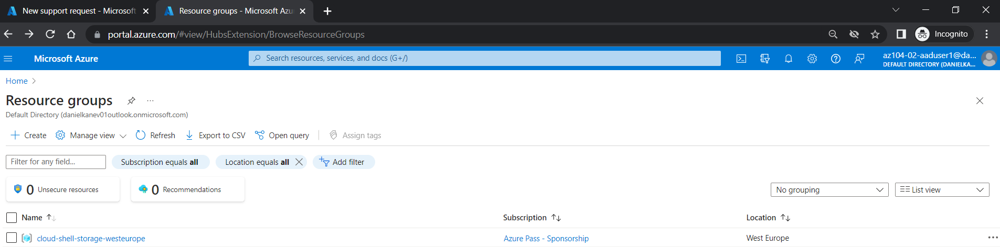 New support request - Microsoft
Resource groups - Microsoft Azu
portal.azure.com/#view/HubsExtension/BrowseResourceGroups
Incognito
Microsoft Azure
Search resources, services, and docs (G+/)
az104-02-aaduser1@da...
DEFAULT DIRECTORY (DANIELKA...
Home
Resource groups
Default Directory (danielkanev01outlook.onmicrosoft.com)
Create Manage view Refresh Export to CSV Open query Assign tags
Filter for any field... Subscription equals all Location equals all Add filter
0 Unsecure resources 0 Recommendations No grouping List view
Name Subscription Location
cloud-shell-storage-westeurope Azure Pass - Sponsorship West Europe